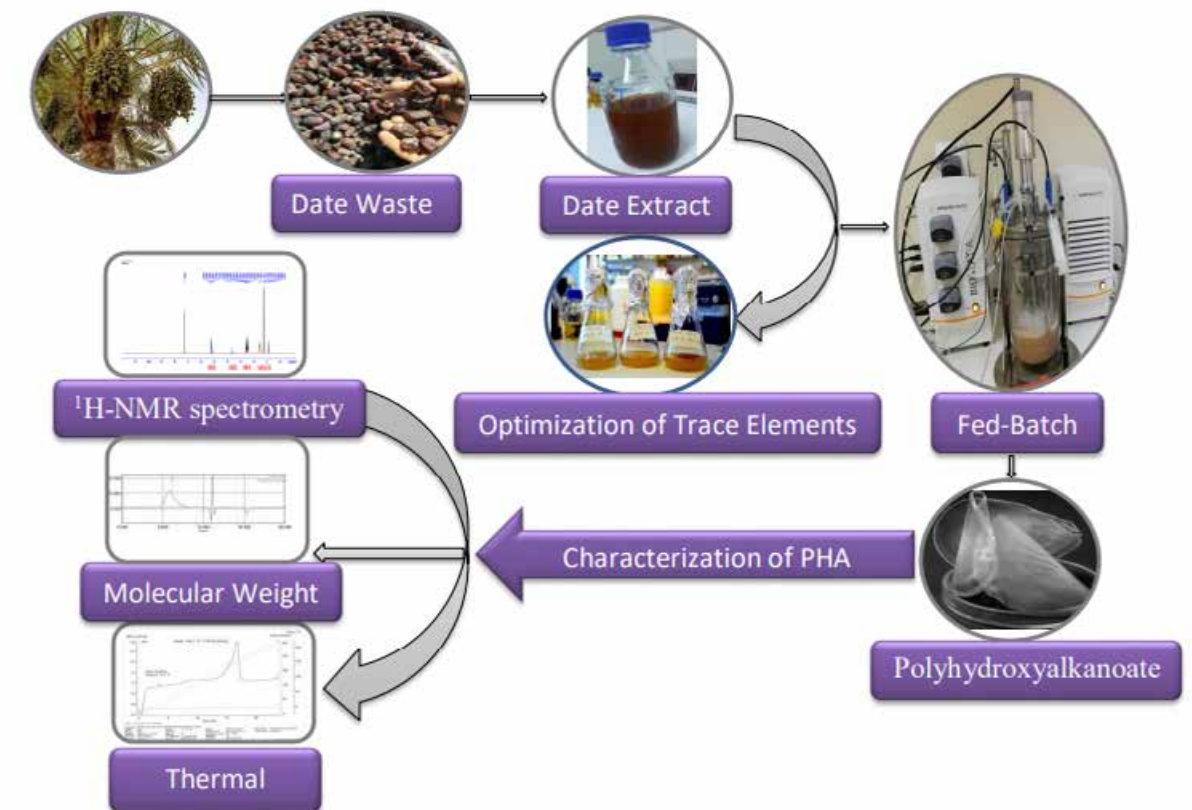 Date Waste
Date Extract
¹H-NMR spectrometry
Optimization of Trace Elements
Fed-Batch
Molecular Weight
Characterization of PHA
Polyhydroxyalkanoate
Thermal